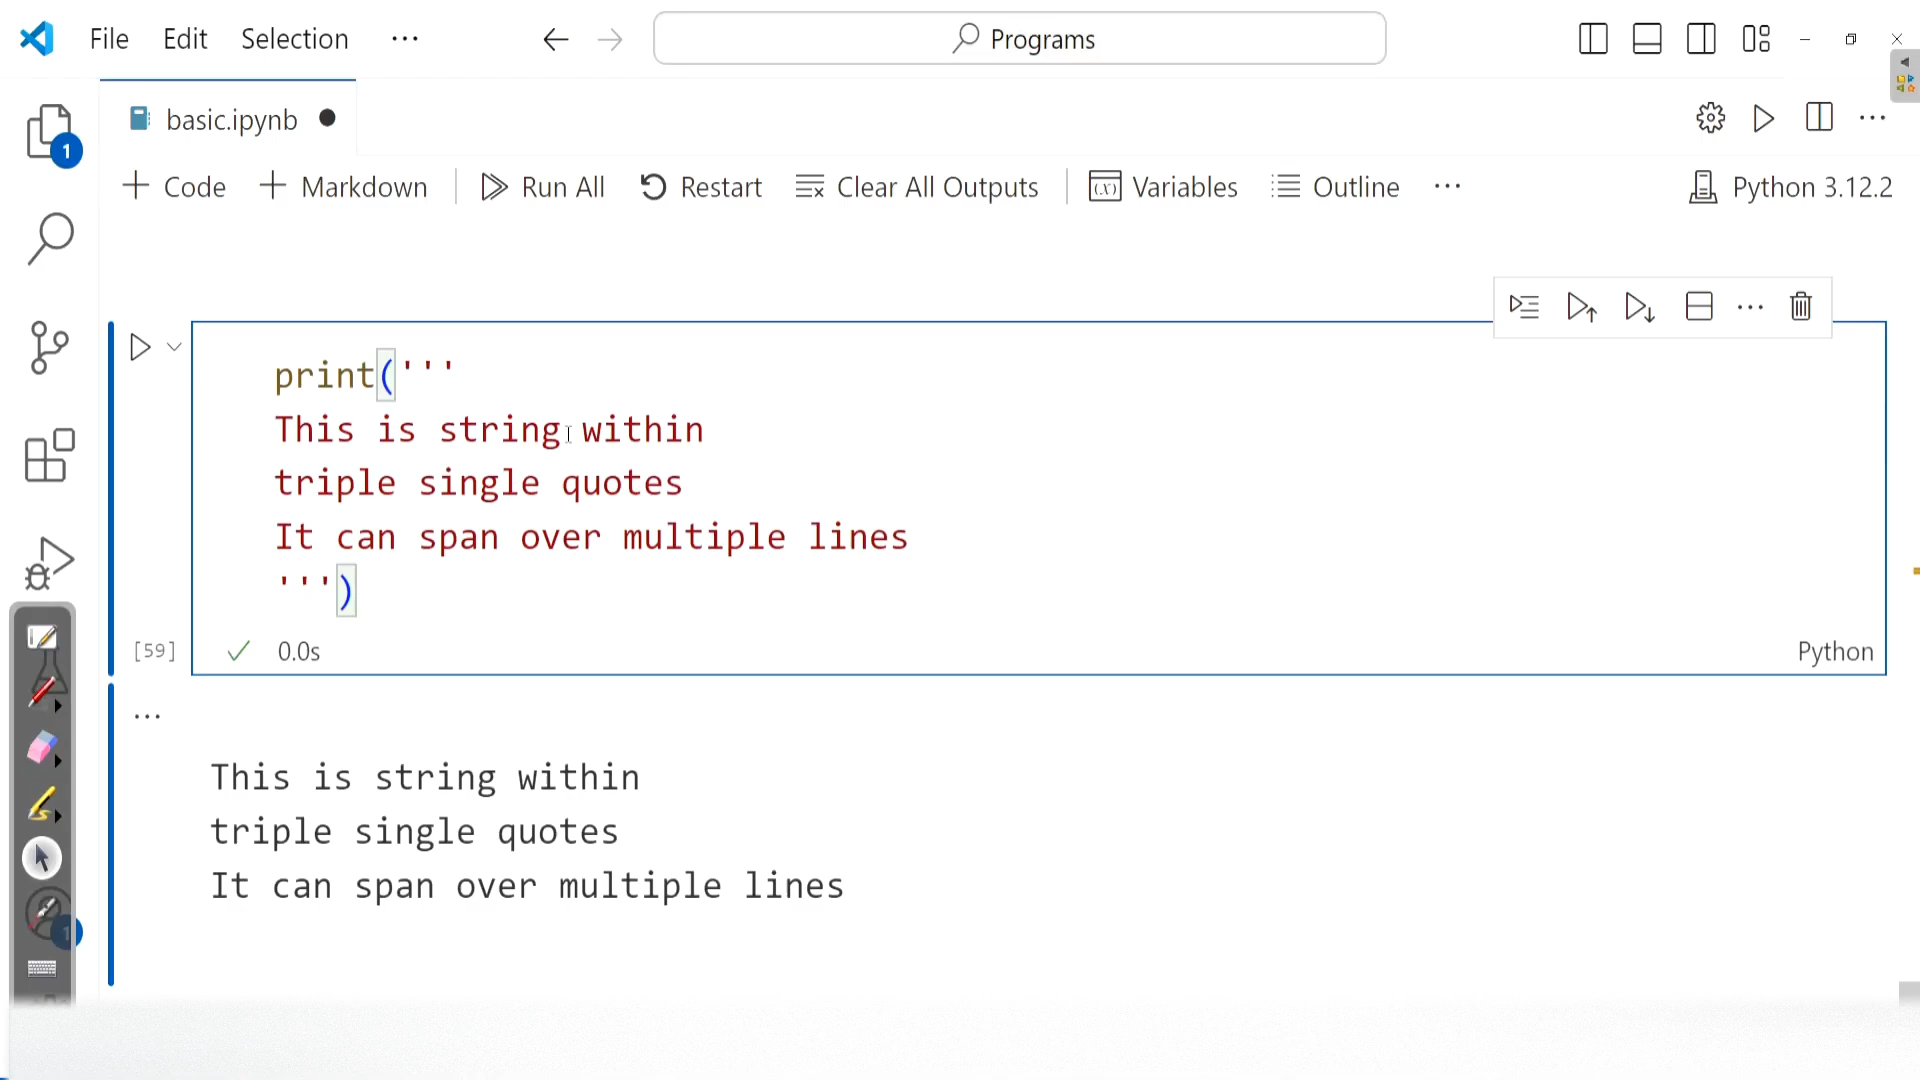 File Edit Selection ··· Programs
basic.ipynb
1
Code Markdown Run All Restart Clear All Outputs Variables Outline ··· Python 3.12.2
print('''
This is string within
triple single quotes
It can span over multiple lines
''')
[59] 0.0s Python
...
This is string within
triple single quotes
It can span over multiple lines
1